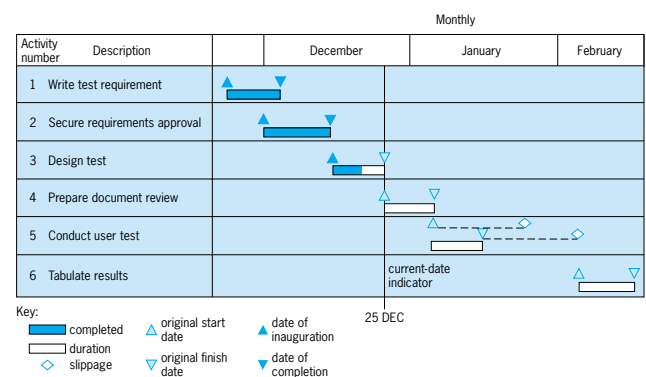 Monthly
Activity number
Description
December
January
February
1 Write test requirement
2 Secure requirements approval
3 Design test
4 Prepare document review
5 Conduct user test
6 Tabulate results
current-date
indicator
25 DEC
Key:
completed
duration
slippage
original start
date
original finish
date
date of
inauguration
date of
completion